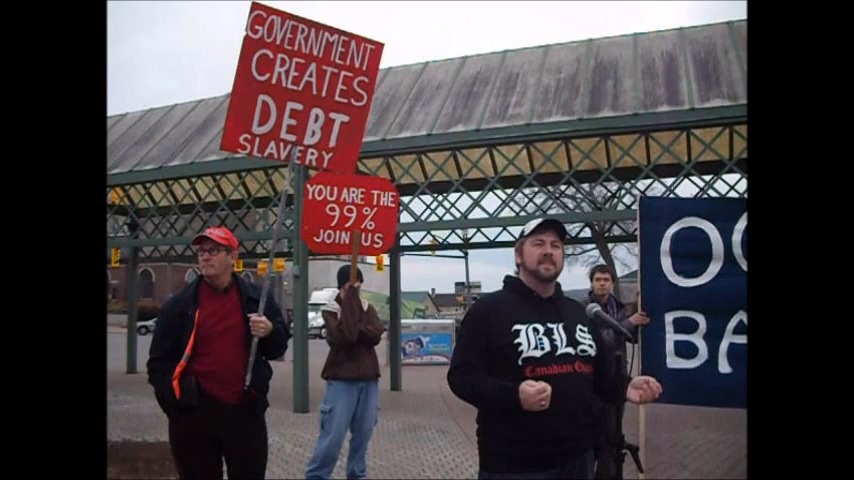 GOVERNMENT
CREATES
DEBT
SLAVERY
YOU ARE THE
99%
JOIN US
BLS
Canadian
BA